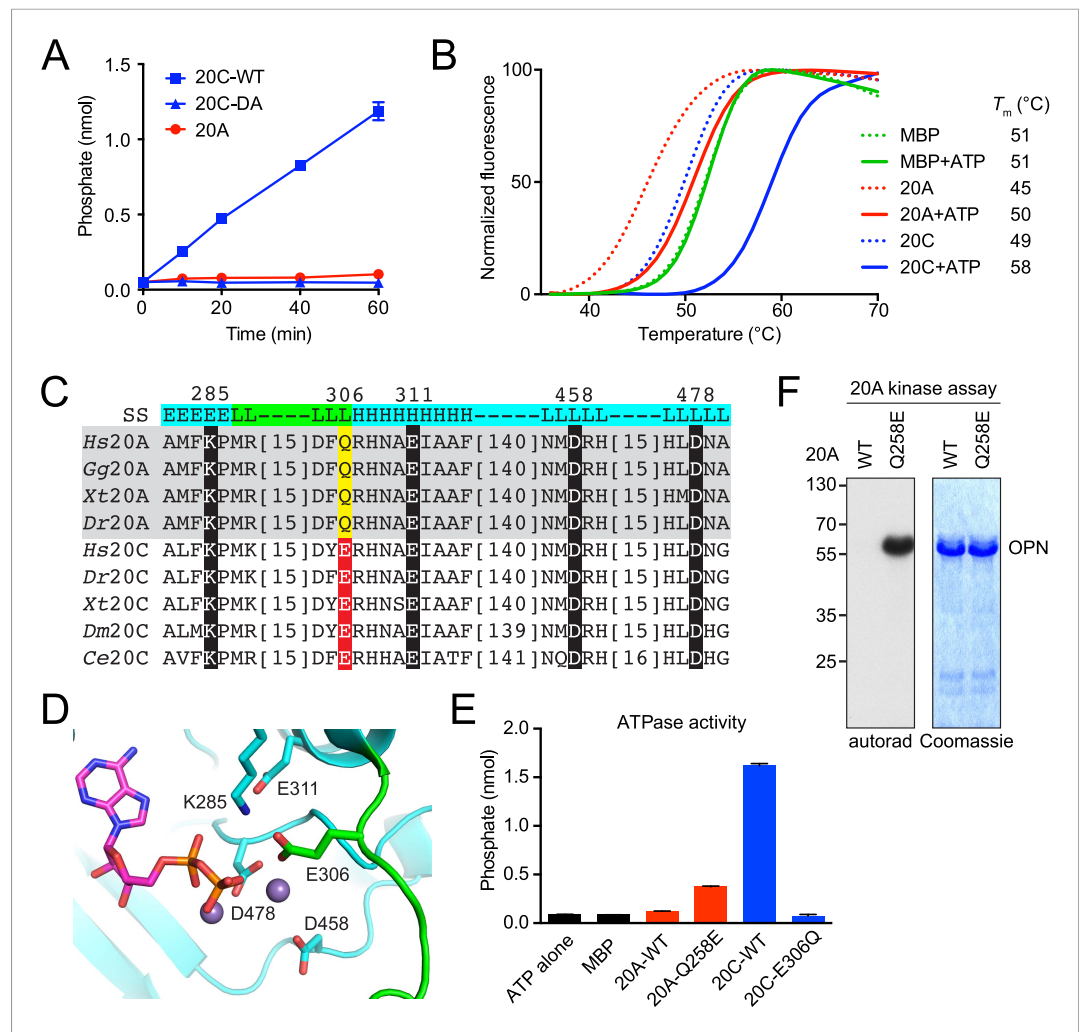 A
1.5
1.0
0.5
0.0
Phosphate (nmol)
20C-WT
20C-DA
20A
0 20 40 60
Time (min)
B
100
50
0
Normalized fluorescence
40 50 60 70
Temperature (°C)
Tm (°C)
MBP 51
MBP+ATP 51
20A 45
20A+ATP 50
20C 49
20C+ATP 58
C
285 306 311 458 478
SS EEEEELL----LLLHHHHHHHHH-----LLLLL----LLLLL
Hs20A AMFKPMR[15]DFQRHNAEIAAF[140]NMDRH[15]HLDNA
Gg20A AMFKPMR[15]DFQRHNAEIAAF[140]NMDRH[15]HLDNA
Xt20A AMFKPMR[15]DFQRHNAEIAAF[140]NMDRH[15]HMDNA
Dr20A AMFKPMR[15]DFQRHNAEIAAF[140]NMDRH[15]HLDNA
Hs20C ALFKPMK[15]DYERHNAEIAAF[140]NMDRH[15]HLDNG
Dr20C ALFKPMK[15]DYERHNAEIAAF[140]NMDRH[15]HLDNG
Xt20C ALFKPMK[15]DYERHNSEIAAF[140]NMDRH[15]HLDNG
Dm20C ALMKPMR[15]DYERHNAEIAAF[139]NMDRH[15]HLDHG
Ce20C AVFKPMR[15]DFERHHAEIATF[141]NQDRH[16]HLDHG
D
K285
E311
E306
D478
D458
E
ATPase activity
2.0
1.5
1.0
0.5
0.0
Phosphate (nmol)
ATP alone
MBP
20A-WT
20A-Q258E
20C-WT
20C-E306Q
F
20A kinase assay
20A WT Q258E WT Q258E
130
70
55
35
25
OPN
autorad Coomassie